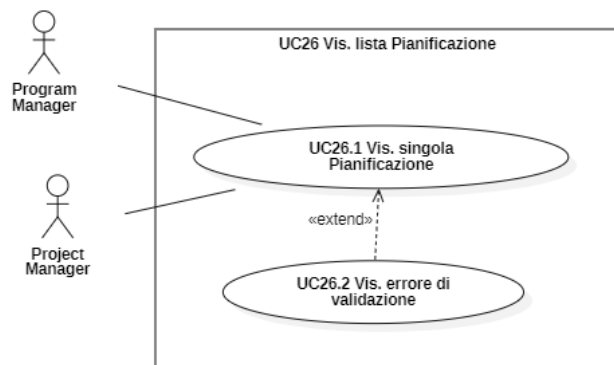 UC26 Vis. lista Pianificazione
Program
Manager
UC26.1 Vis. singola
Pianificazione
Project
Manager
«extend»
UC26.2 Vis. errore di
validazione